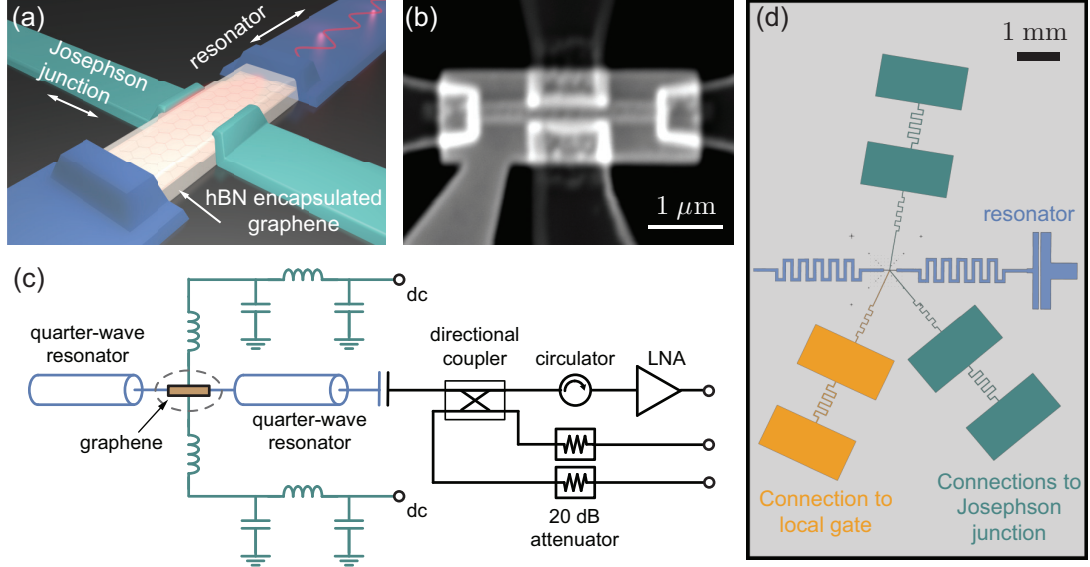 (a)
Josephson
junction
resonator
hBN encapsulated
graphene
(b)
1 μm
(c)
dc
quarter-wave
resonator
graphene
quarter-wave
resonator
directional
coupler
circulator
LNA
20 dB
attenuator
dc
(d)
1 mm
resonator
Connection to
local gate
Connections to
Josephson
junction